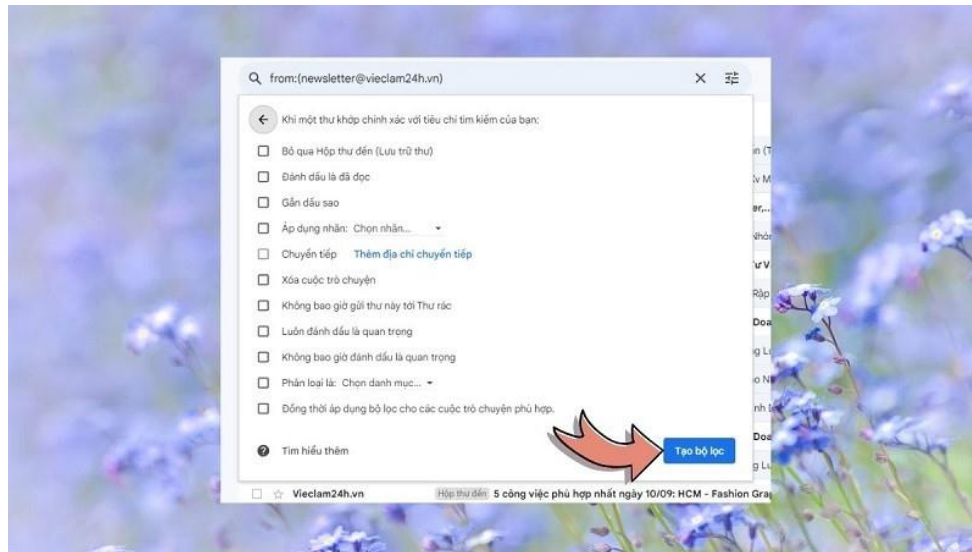 from:(newsletter@vieclam24h.vn)
Khi một thư khớp chính xác với tiêu chí tìm kiếm của bạn:
Bỏ qua Hộp thư đến (Lưu trữ thư)
Đánh dấu là đã đọc
Gắn dấu sao
Áp dụng nhãn: Chọn nhãn...
Chuyển tiếp Thêm địa chỉ chuyển tiếp
Xóa cuộc trò chuyện
Không bao giờ gửi thư này tới Thư rác
Luôn đánh dấu là quan trọng
Không bao giờ đánh dấu là quan trọng
Phân loại là: Chọn danh mục...
Đồng thời áp dụng bộ lọc cho các cuộc trò chuyện phù hợp.
Tìm hiểu thêm
Tạo bộ lọc
Vieclam24h.vn Hộp thư đến 5 công việc phù hợp nhất ngày 10/09: HCM - Fashion